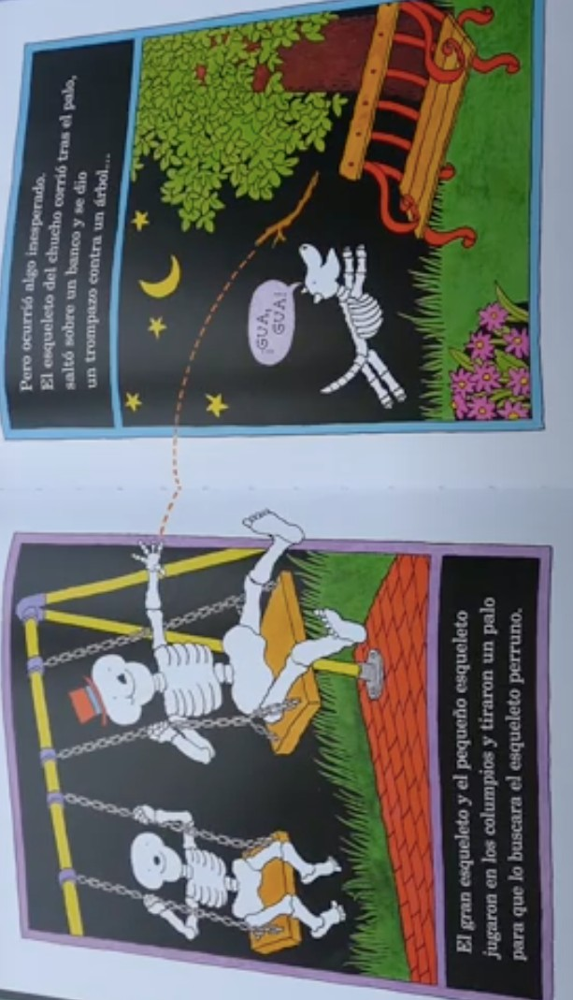 El gran esqueleto y el pequeño esqueleto
jugaron en los columpios y tiraron un palo
para que lo buscara el esqueleto perruno.
Pero ocurrió algo inesperado.
El esqueleto del chucho corrió tras el palo,
saltó sobre un banco y se dio
un trompazo contra un árbol...
¡GUA,
GUA!